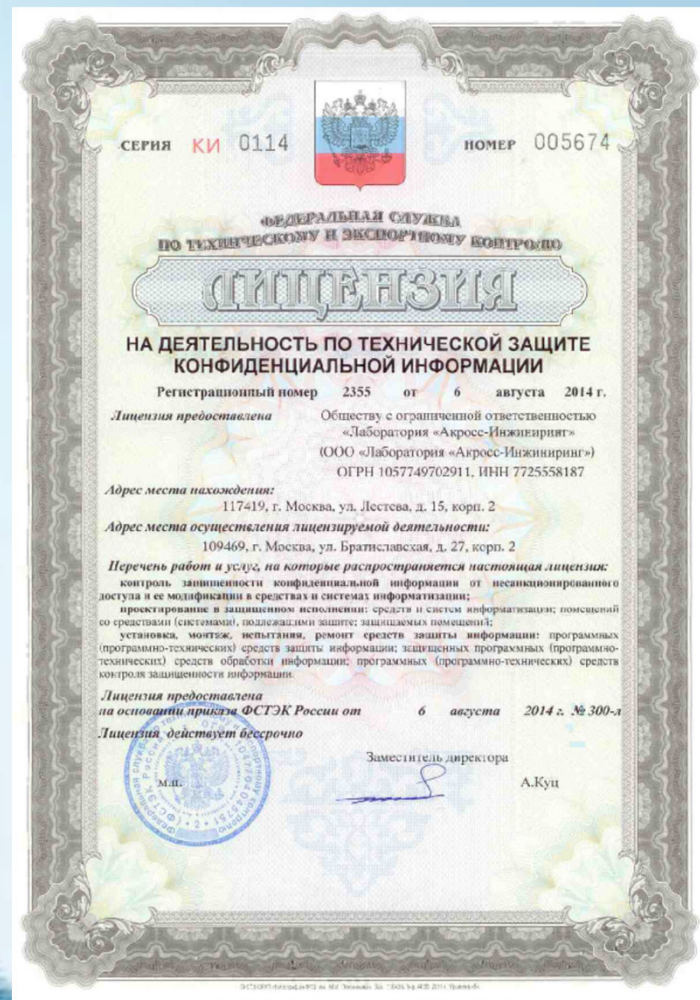 СЕРИЯ КИ 0114
НОМЕР 005674
ФЕДЕРАЛЬНАЯ СЛУЖБА
ПО ТЕХНИЧЕСКОМУ И ЭКСПОРТНОМУ КОНТРОЛЮ
ЛИЦЕНЗИЯ
НА ДЕЯТЕЛЬНОСТЬ ПО ТЕХНИЧЕСКОЙ ЗАЩИТЕ
КОНФИДЕНЦИАЛЬНОЙ ИНФОРМАЦИИ
Регистрационный номер 2355 от 6 августа 2014 г.
Лицензия предоставлена Обществу с ограниченной ответственностью
«Лаборатория «Акросс-Инжиниринг»
(ООО «Лаборатория «Акросс-Инжиниринг»)
ОГРН 1057749702911, ИНН 7725558187
Адрес места нахождения:
117419, г. Москва, ул. Лестева, д. 15, корп. 2
Адрес места осуществления лицензируемой деятельности:
109469, г. Москва, ул. Братиславская, д. 27, корп. 2
Перечень работ и услуг, на которые распространяется настоящая лицензия:
контроль защищенности конфиденциальной информации от несанкционированного
доступа и ее модификации в средствах и системах информатизации;
проектирование в защищенном исполнении: средств и систем информатизации; помещений
со средствами (системами), подлежащими защите; защищаемых помещений;
установка, монтаж, испытания, ремонт средств защиты информации: программных
(программно-технических) средств защиты информации; защищенных программных (программно-
технических) средств обработки информации; программных (программно-технических) средств
контроля защищенности информации.
Лицензия предоставлена
на основании приказа ФСТЭК России от 6 августа 2014 г. № 300-л
Лицензия действует бессрочно
Заместитель директора
м.п.
А.Куц